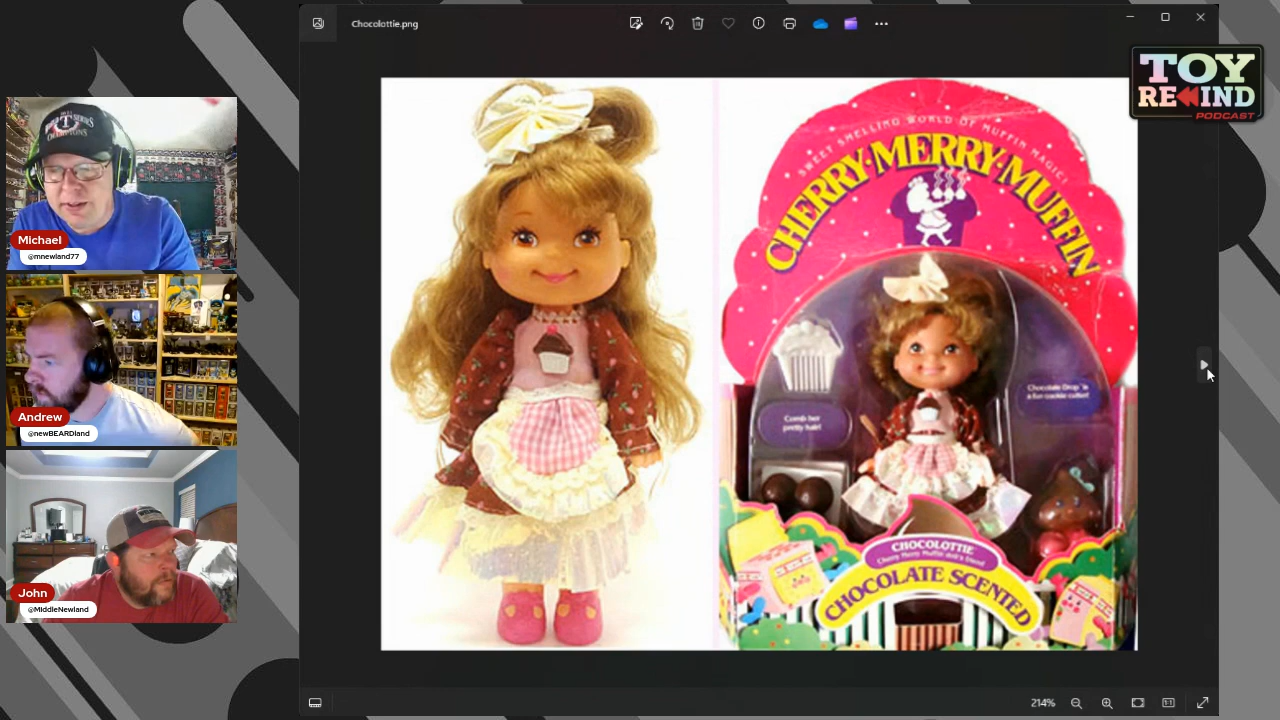 Chocolottie.png
TOY
REWIND
PODCAST
Michael
@mnewland77
Andrew
@newBEARDland
John
@MiddleNewland
SWEET SMELLING WORLD OF MUFFIN MAGIC!
CHERRY·MERRY·MUFFIN
Comb her
pretty hair!
Chocolate Drop is
a fun cookie cutter!
CHOCOLOTTIE
Cherry Merry Muffin doll's friend
CHOCOLATE SCENTED
214%
1:1